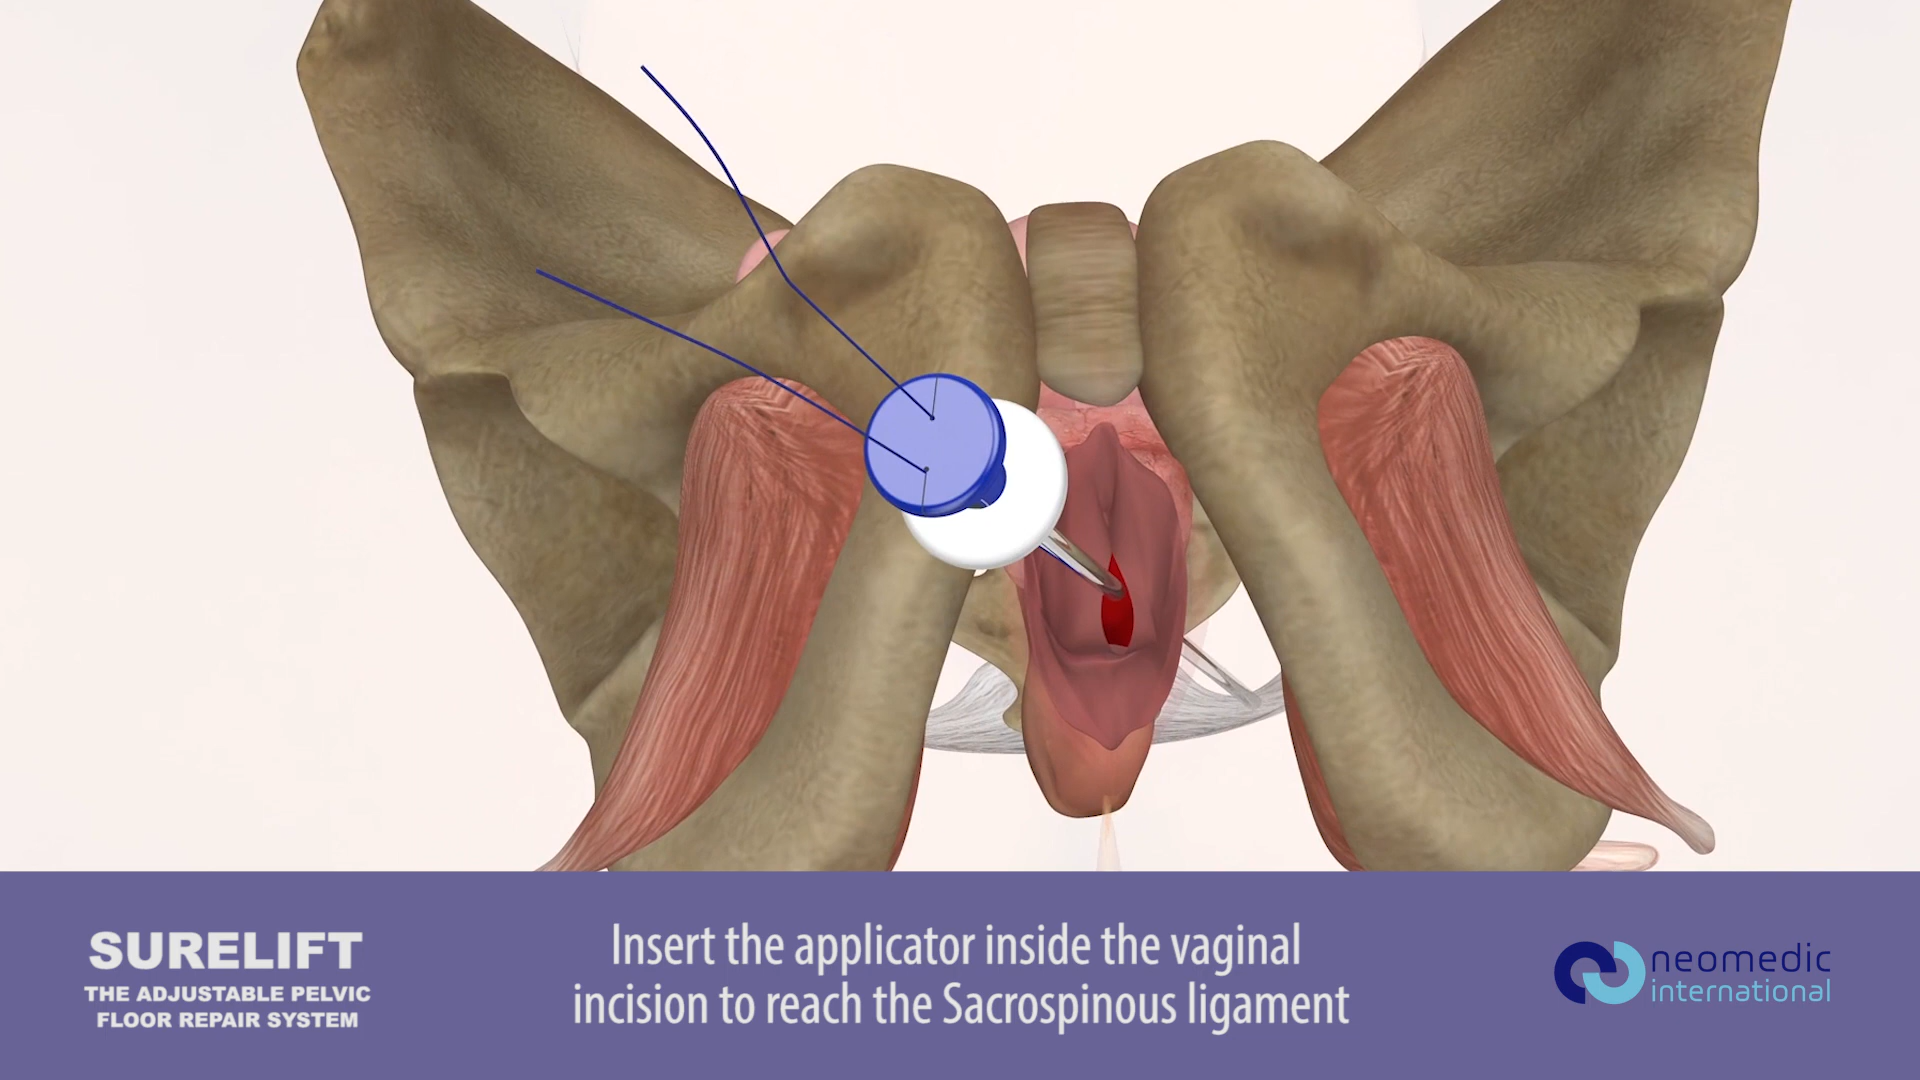 SURELIFT
THE ADJUSTABLE PELVIC
FLOOR REPAIR SYSTEM
Insert the applicator inside the vaginal
incision to reach the Sacrospinous ligament
neomedic
international